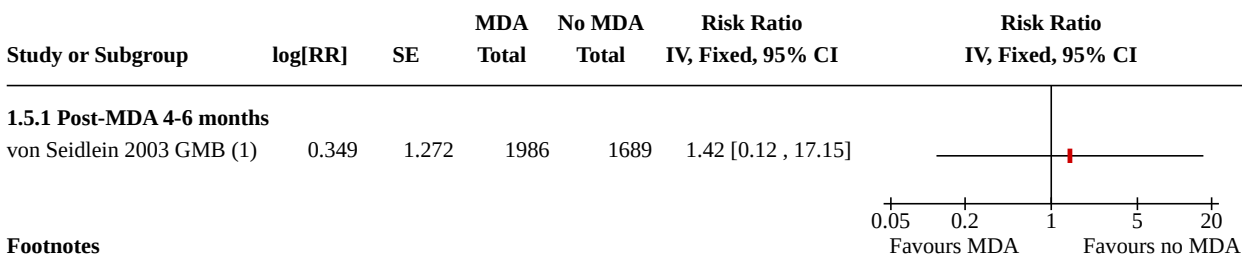 MDA No MDA Risk Ratio Risk Ratio
Study or Subgroup log[RR] SE Total Total IV, Fixed, 95% CI IV, Fixed, 95% CI
1.5.1 Post-MDA 4-6 months
von Seidlein 2003 GMB (1) 0.349 1.272 1986 1689 1.42 [0.12 , 17.15]
0.05 0.2 1 5 20
Footnotes Favours MDA Favours no MDA